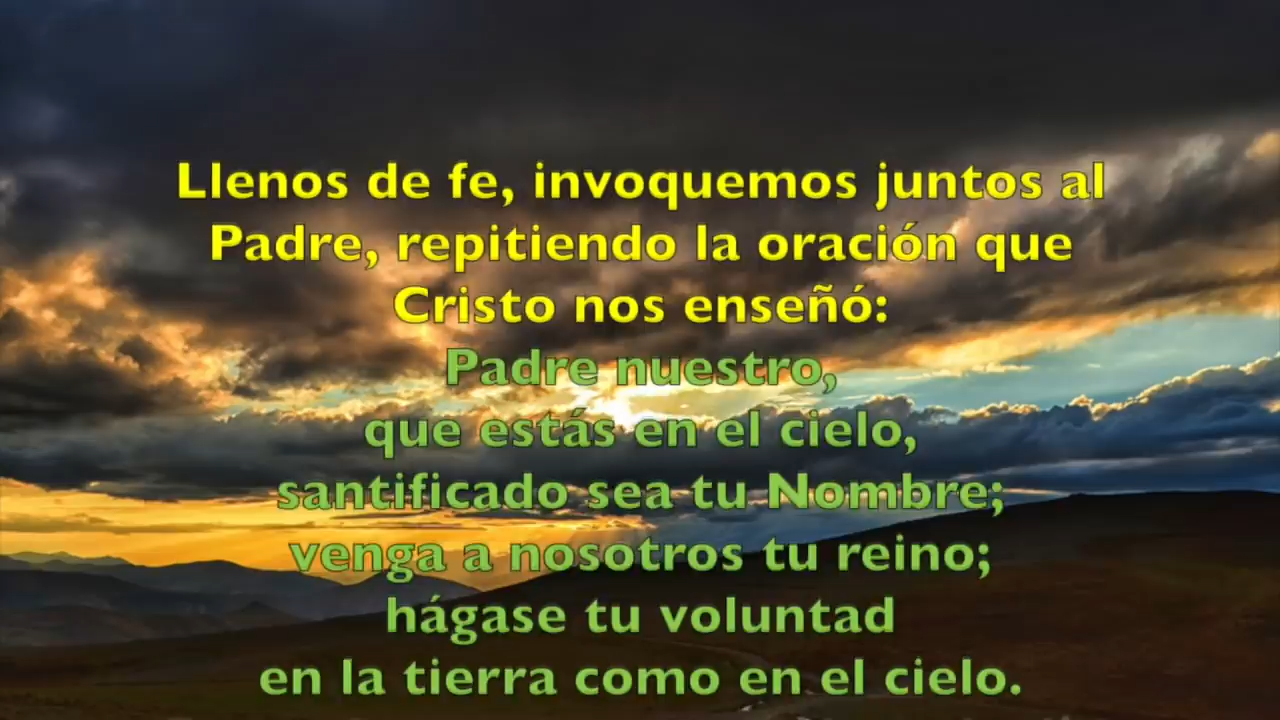 Llenos de fe, invoquemos juntos al
Padre, repitiendo la oración que
Cristo nos enseñó:
Padre nuestro,
que estás en el cielo,
santificado sea tu Nombre;
venga a nosotros tu reino;
hágase tu voluntad
en la tierra como en el cielo.